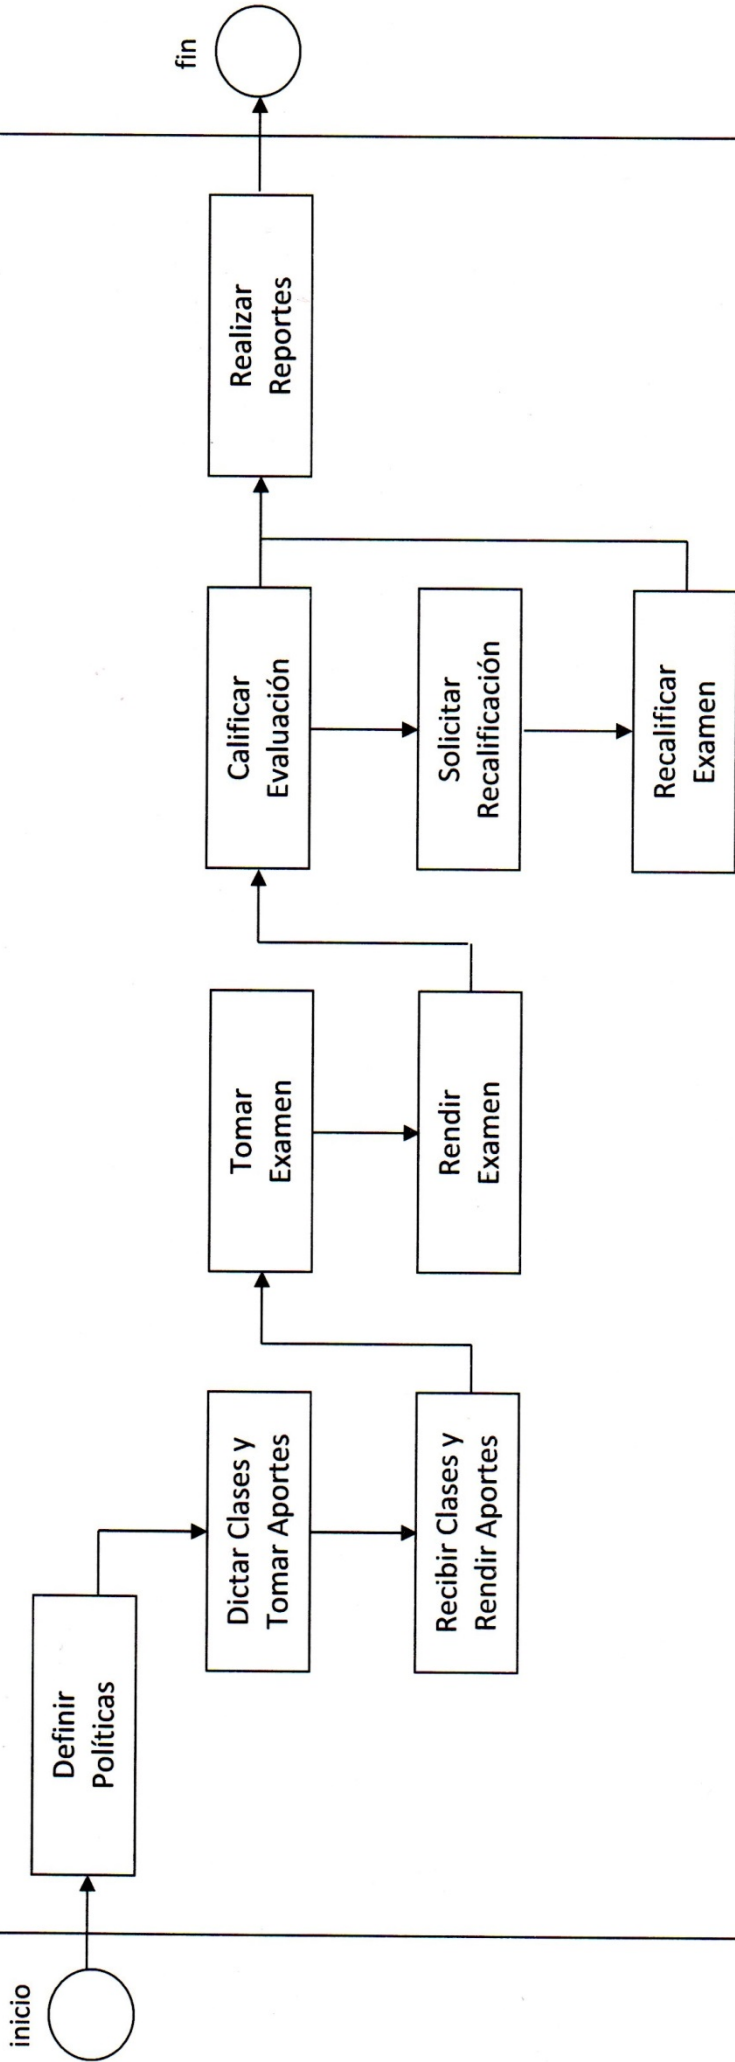 inicio
Definir
Políticas
Dictar Clases y
Tomar Aportes
Recibir Clases y
Rendir Aportes
Tomar
Examen
Rendir
Examen
Calificar
Evaluación
Solicitar
Recalificación
Recalificar
Examen
Realizar
Reportes
fin